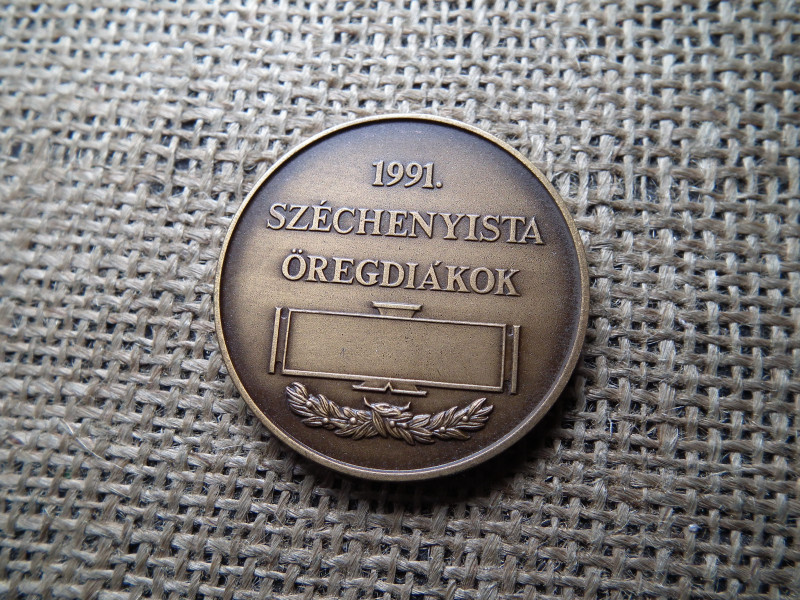 1991.
SZÉCHENYISTA
ÖREGDIÁKOK